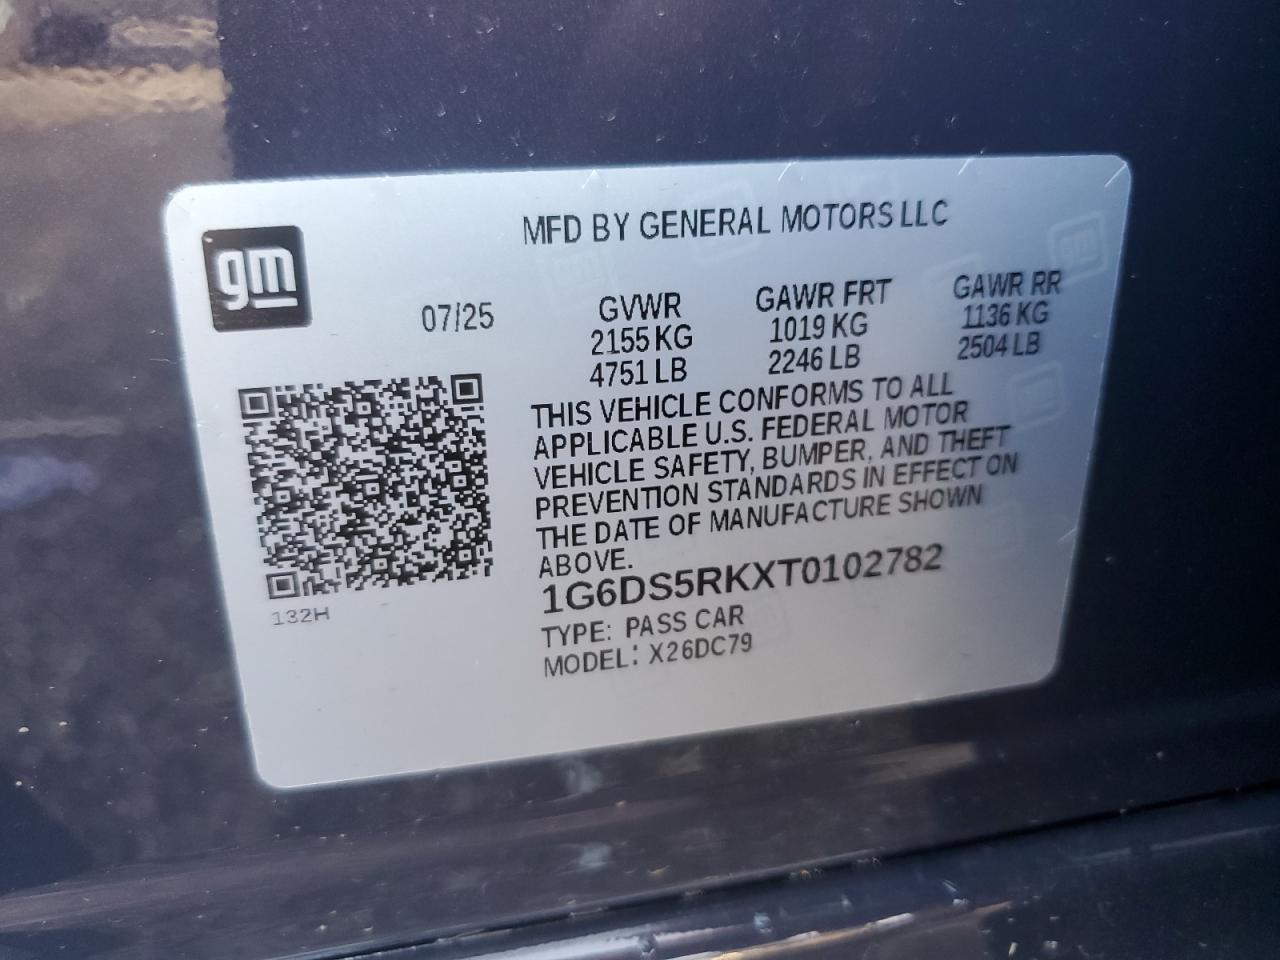 MFD BY GENERAL MOTORS LLC
gm
07/25
GVWR
2155 KG
4751 LB
GAWR FRT
1019 KG
2246 LB
GAWR RR
1136 KG
2504 LB
THIS VEHICLE CONFORMS TO ALL
APPLICABLE U.S. FEDERAL MOTOR
VEHICLE SAFETY, BUMPER, AND THEFT
PREVENTION STANDARDS IN EFFECT ON
THE DATE OF MANUFACTURE SHOWN
ABOVE.
1G6DS5RKXT0102782
TYPE: PASS CAR
MODEL: X26DC79
132H